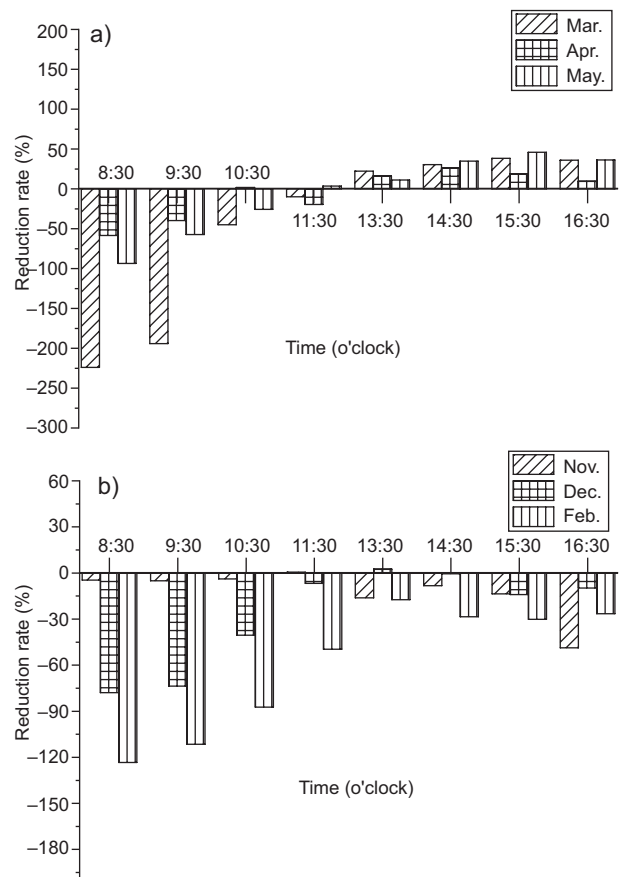 a)
Mar.
Apr.
May.
200
150
100
50
0
–50
–100
–150
–200
–250
–300
Reduction rate (%)
8:30 9:30 10:30
11:30 13:30 14:30 15:30 16:30
Time (o'clock)
b)
Nov.
Dec.
Feb.
60
30
0
–30
–60
–90
–120
–150
–180
Reduction rate (%)
8:30 9:30 10:30 11:30 13:30 14:30 15:30 16:30
Time (o'clock)